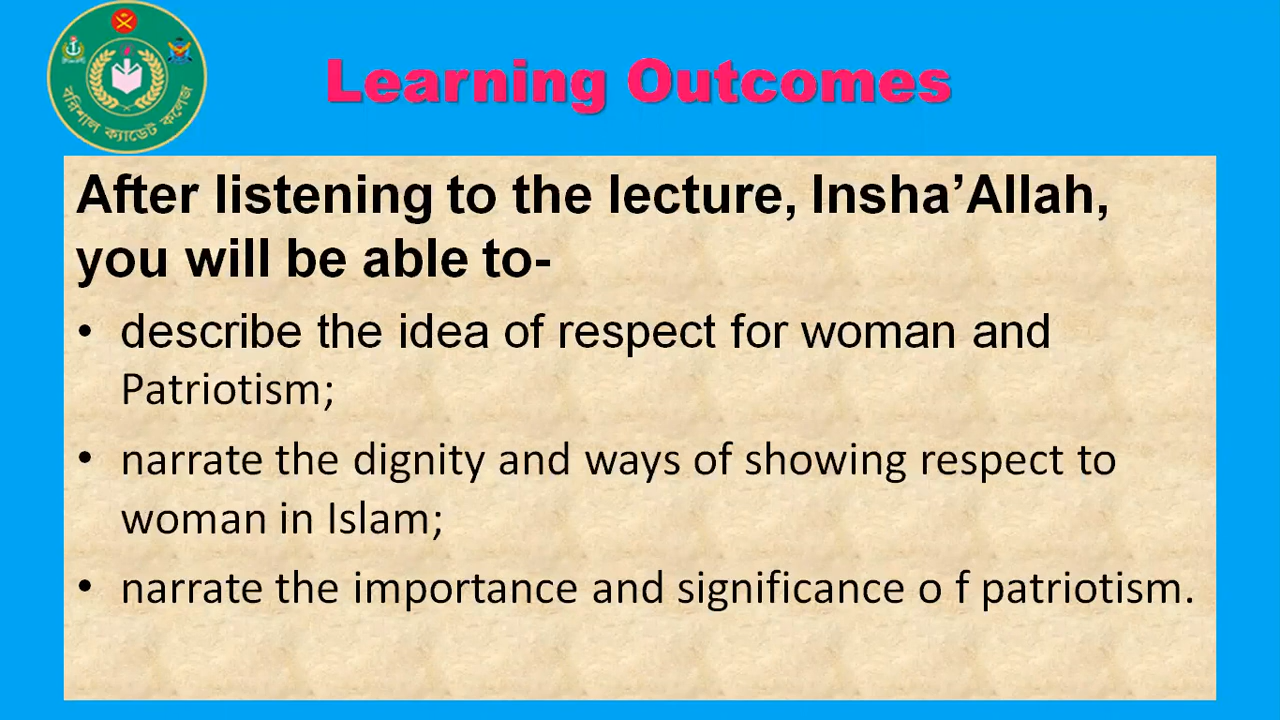 বরিশাল ক্যাডেট কলেজ
Learning Outcomes
After listening to the lecture, Insha’Allah,
you will be able to-
• describe the idea of respect for woman and
Patriotism;
• narrate the dignity and ways of showing respect to
woman in Islam;
• narrate the importance and significance o f patriotism.